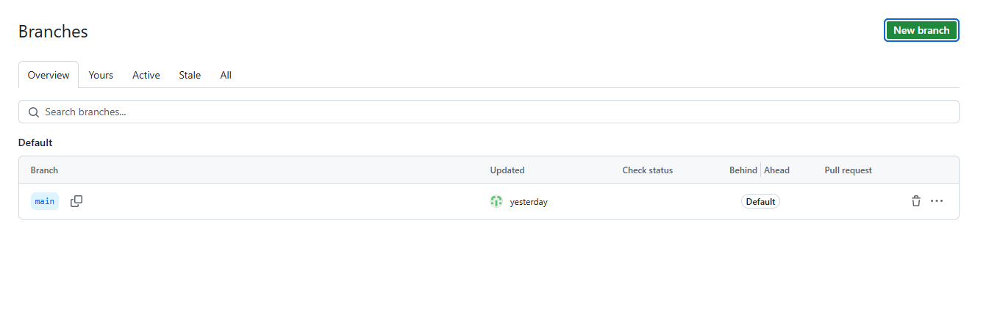 Branches
New branch
Overview Yours Active Stale All
Search branches...
Default
Branch Updated Check status Behind Ahead Pull request
main yesterday Default